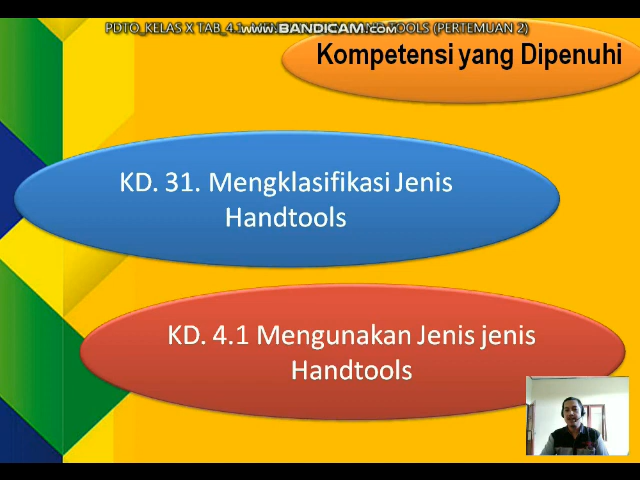 PDTO_KELAS X TAB_4.1. TOOLS (PERTEMUAN 2)
www.BANDICAM.com
Kompetensi yang Dipenuhi
KD. 31. Mengklasifikasi Jenis
Handtools
KD. 4.1 Mengunakan Jenis jenis
Handtools